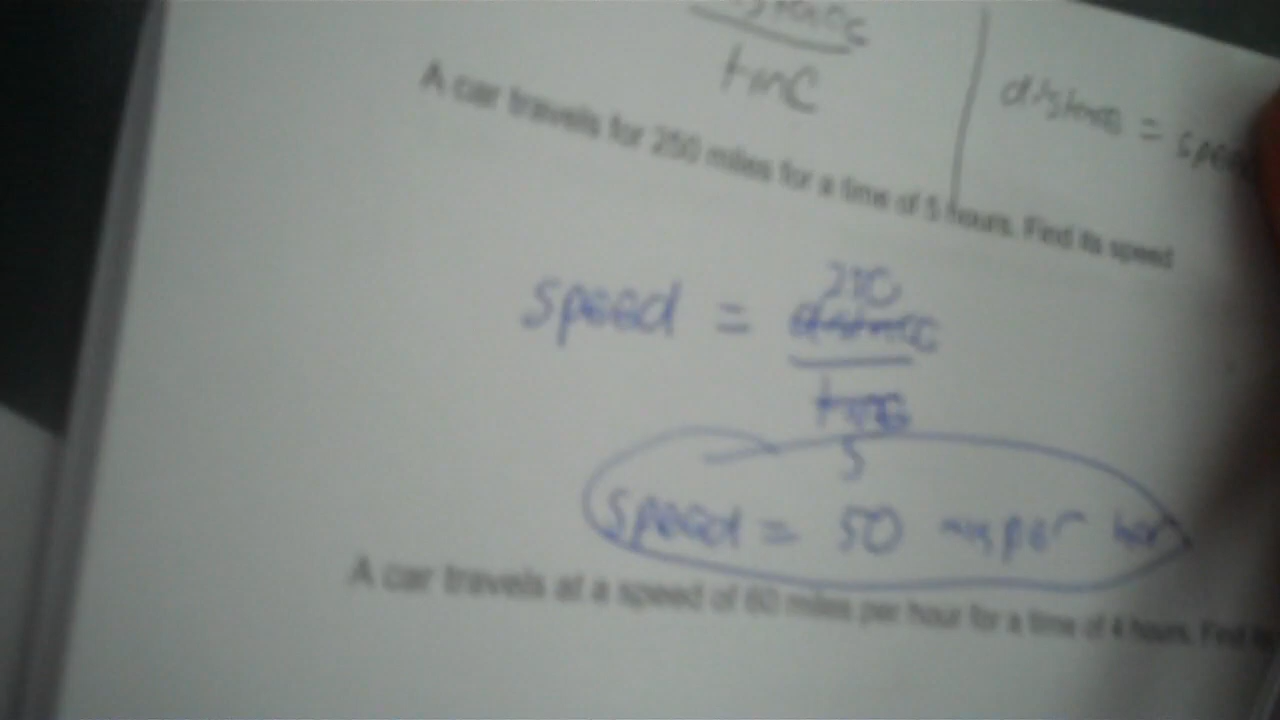 time
distance = speed
A car travels for 250 miles for a time of 5 hours. Find its speed
250
speed = distance
time
5
speed = 50 per hour
A car travels at a speed of 60 miles per hour for a time of 4 hours. Find